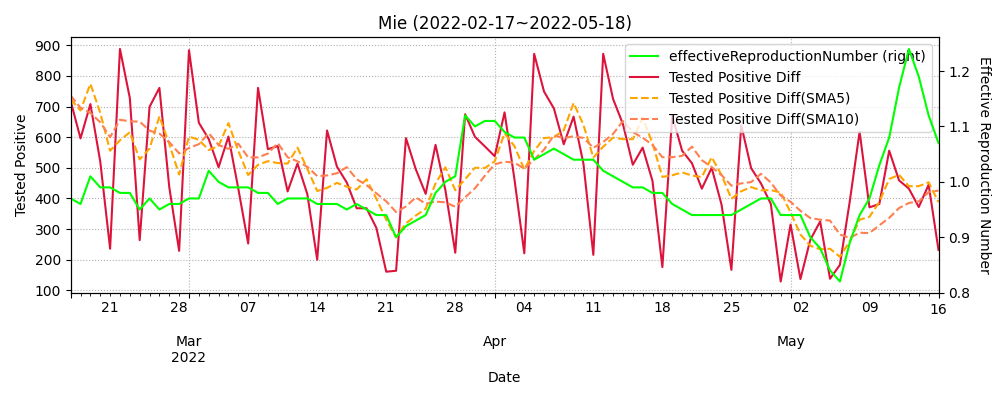 Mie (2022-02-17~2022-05-18)
effectiveReproductionNumber (right)
Tested Positive Diff
Tested Positive Diff(SMA5)
Tested Positive Diff(SMA10)
Tested Positive
900
800
700
600
500
400
300
200
100
Effective Reproduction Number
1.2
1.1
1.0
0.9
0.8
21 28 07 14 21 28 04 11 18 25 02 09 16
Mar Apr May
2022
Date